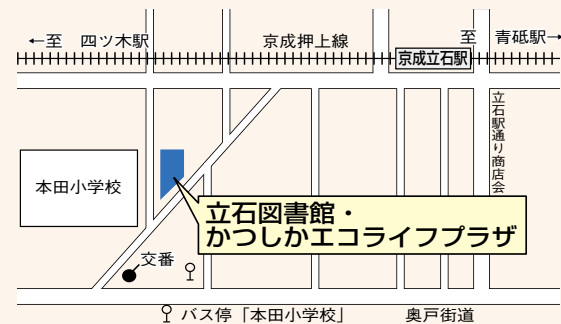 ←至 四ツ木駅
京成押上線
至 青砥駅→
京成立石駅
立石駅通り商店会
本田小学校
立石図書館・
かつしかエコライフプラザ
交番
バス停「本田小学校」
奥戸街道